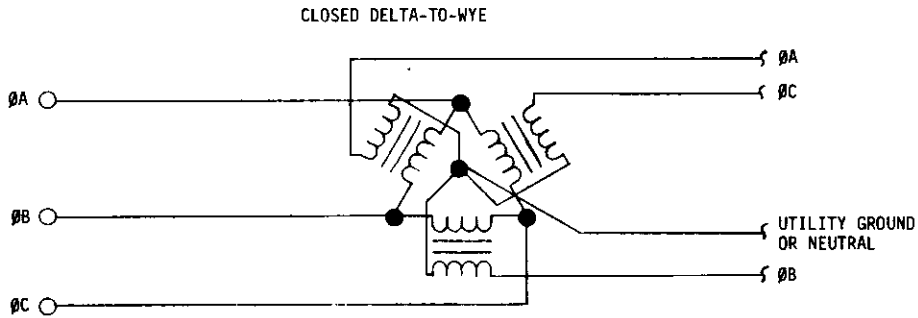 CLOSED DELTA-TO-WYE
ØA
ØC
ØA
ØB
UTILITY GROUND
OR NEUTRAL
ØB
ØC